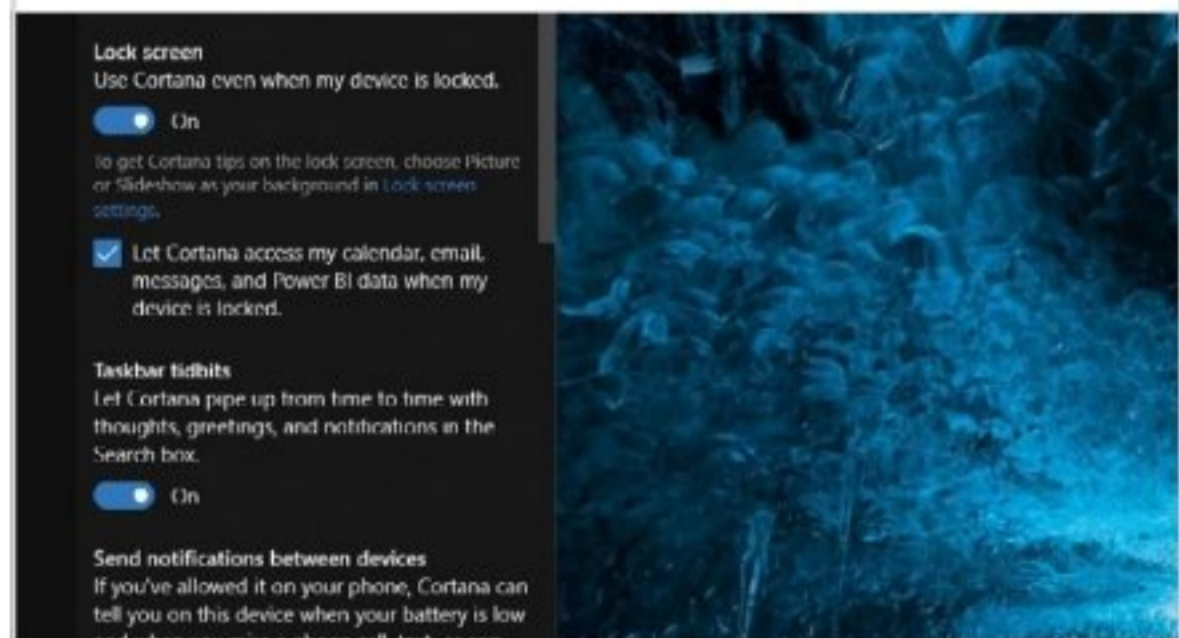 Lock screen
Use Cortana even when my device is locked.
On
To get Cortana tips on the lock screen, choose Picture
or Slideshow as your background in Lock screen
settings.
Let Cortana access my calendar, email,
messages, and Power BI data when my
device is locked.
Taskbar tidbits
Let Cortana pipe up from time to time with
thoughts, greetings, and notifications in the
Search box.
On
Send notifications between devices
If you've allowed it on your phone, Cortana can
tell you on this device when your battery is low